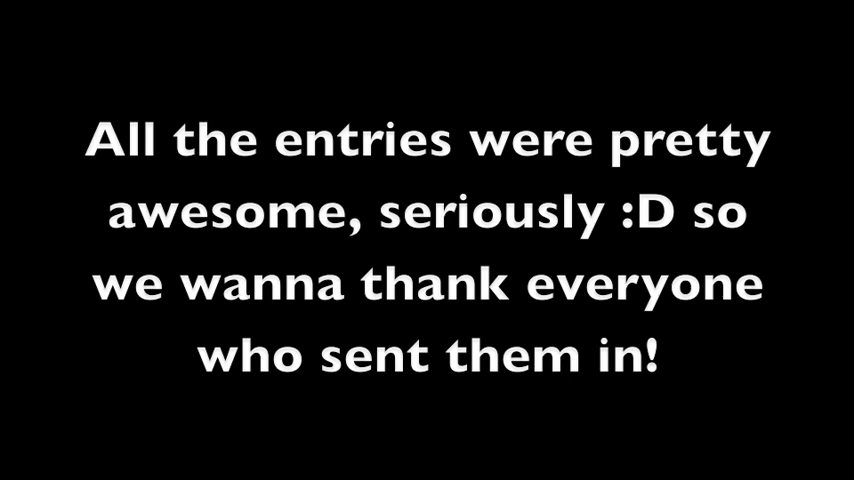 All the entries were pretty
awesome, seriously :D so
we wanna thank everyone
who sent them in!